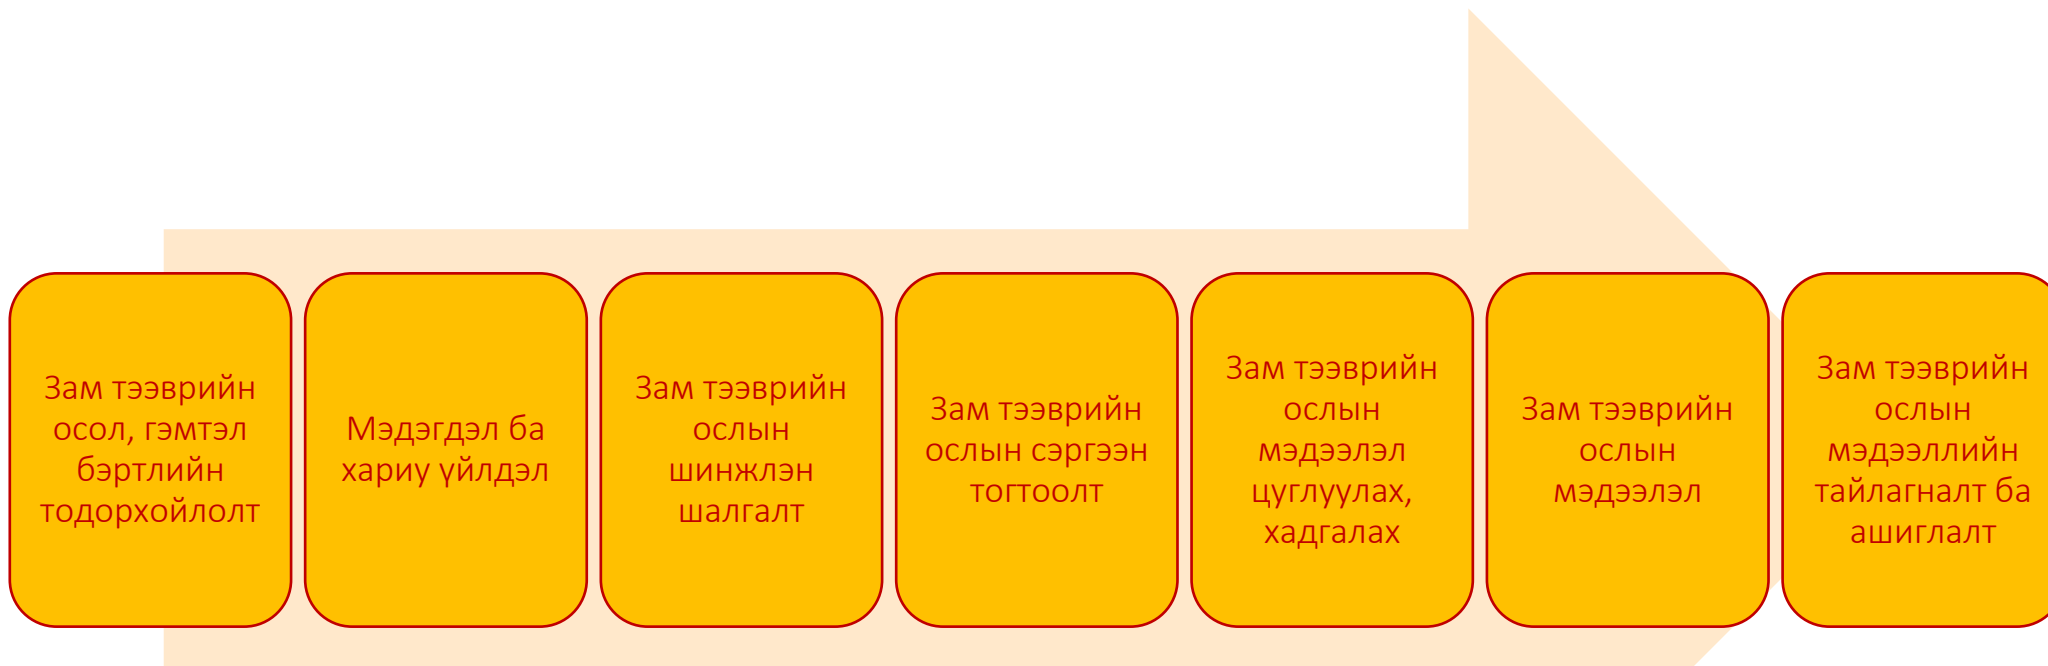 Зам тээврийн
осол, гэмтэл
бэртлийн
тодорхойлолт
Мэдэгдэл ба
хариу үйлдэл
Зам тээврийн
ослын
шинжлэн
шалгалт
Зам тээврийн
ослын сэргээн
тогтоолт
Зам тээврийн
ослын
мэдээлэл
цуглуулах,
хадгалах
Зам тээврийн
ослын
мэдээлэл
Зам тээврийн
ослын
мэдээллийн
тайлагналт ба
ашиглалт